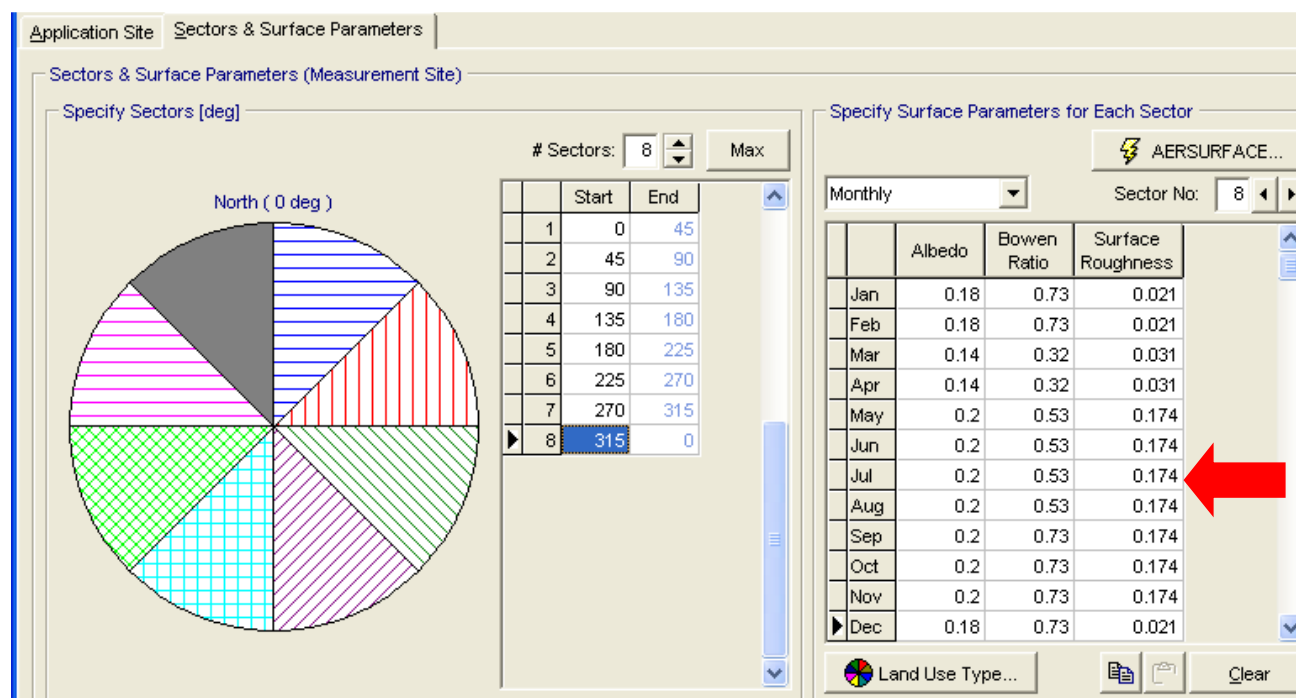 Application Site Sectors & Surface Parameters
Sectors & Surface Parameters (Measurement Site)
Specify Sectors [deg]
# Sectors: 8 Max
North ( 0 deg )
Start End
1 0 45
2 45 90
3 90 135
4 135 180
5 180 225
6 225 270
7 270 315
8 315 0
Specify Surface Parameters for Each Sector
AERSURFACE...
Monthly Sector No: 8
Albedo Bowen Ratio Surface Roughness
Jan 0.18 0.73 0.021
Feb 0.18 0.73 0.021
Mar 0.14 0.32 0.031
Apr 0.14 0.32 0.031
May 0.2 0.53 0.174
Jun 0.2 0.53 0.174
Jul 0.2 0.53 0.174
Aug 0.2 0.53 0.174
Sep 0.2 0.73 0.174
Oct 0.2 0.73 0.174
Nov 0.2 0.73 0.174
Dec 0.18 0.73 0.021
Land Use Type... Clear